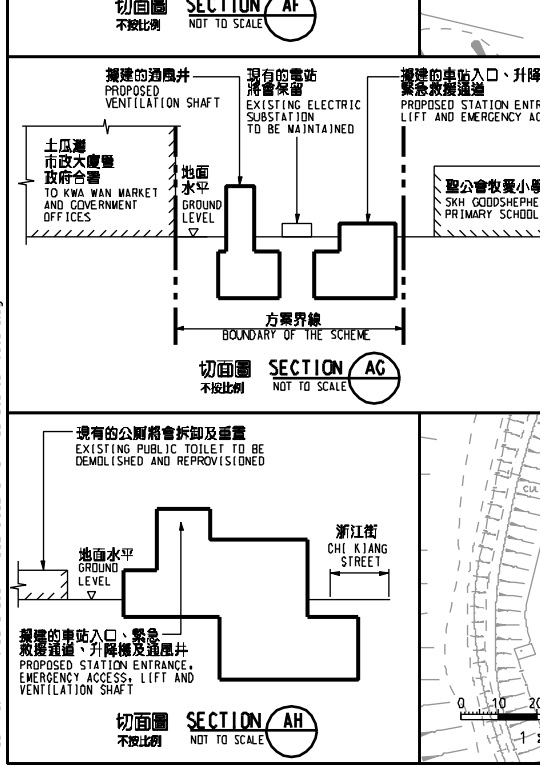 切面圖 SECTION AF
不按比例 NOT TO SCALE
擬建的通風井
PROPOSED
VENTILATION SHAFT
現有的電站
將會保留
EXISTING ELECTRIC
SUBSTATION
TO BE MAINTAINED
擬建的車站入口、升降
緊急救援通道
PROPOSED STATION ENTR
LIFT AND EMERGENCY AC
土瓜灣
市政大廈暨
政府合署
TO KWA WAN MARKET
AND GOVERNMENT
OFFICES
地面
水平
GROUND
LEVEL
聖公會牧愛小學
SKH GOODSHEPHE
PRIMARY SCHOOL
方案界線
BOUNDARY OF THE SCHEME
切面圖 SECTION AG
不按比例 NOT TO SCALE
現有的公厠將會拆卸及重置
EXISTING PUBLIC TOILET TO BE
DEMOLISHED AND REPROVISIONED
地面水平
GROUND
LEVEL
浙江街
CHI KIANG
STREET
擬建的車站入口、緊急
救援通道、升降機及通風井
PROPOSED STATION ENTRANCE,
EMERGENCY ACCESS, LIFT AND
VENTILATION SHAFT
切面圖 SECTION AH
不按比例 NOT TO SCALE
CUL
0 10 20
1